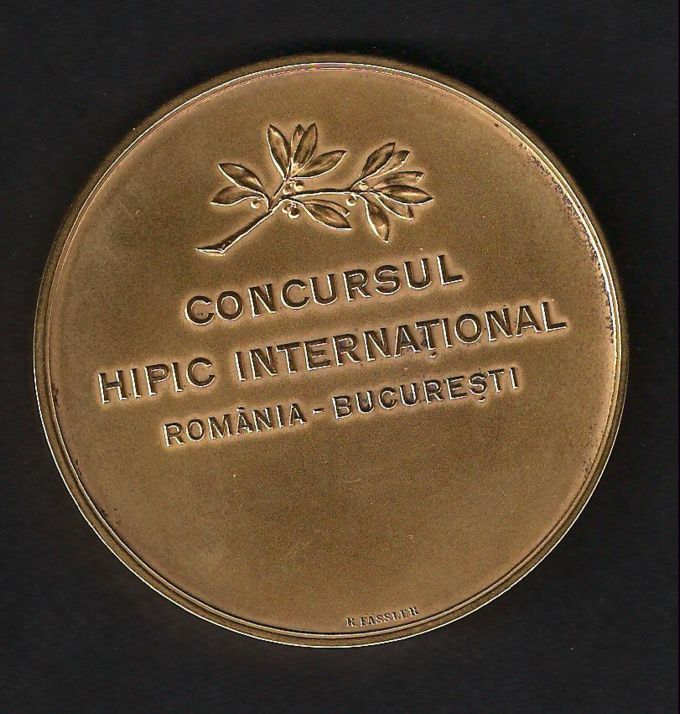 CONCURSUL
HIPIC INTERNAȚIONAL
ROMÂNIA - BUCUREȘTI
R. FÄSSLER